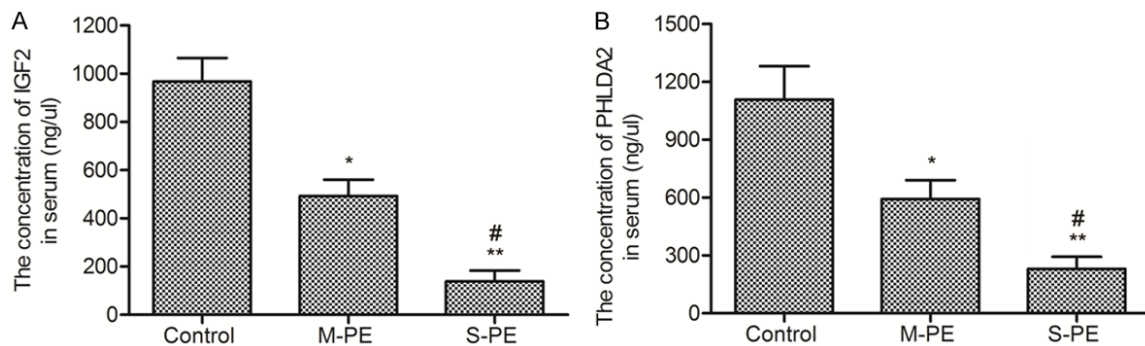 A
The concentration of IGF2
in serum (ng/ul)
1200
1000
800
600
400
200
0
*
#
**
Control
M-PE
S-PE
B
The concentration of PHLDA2
in serum (ng/ul)
1500
1200
900
600
300
0
*
#
**
Control
M-PE
S-PE